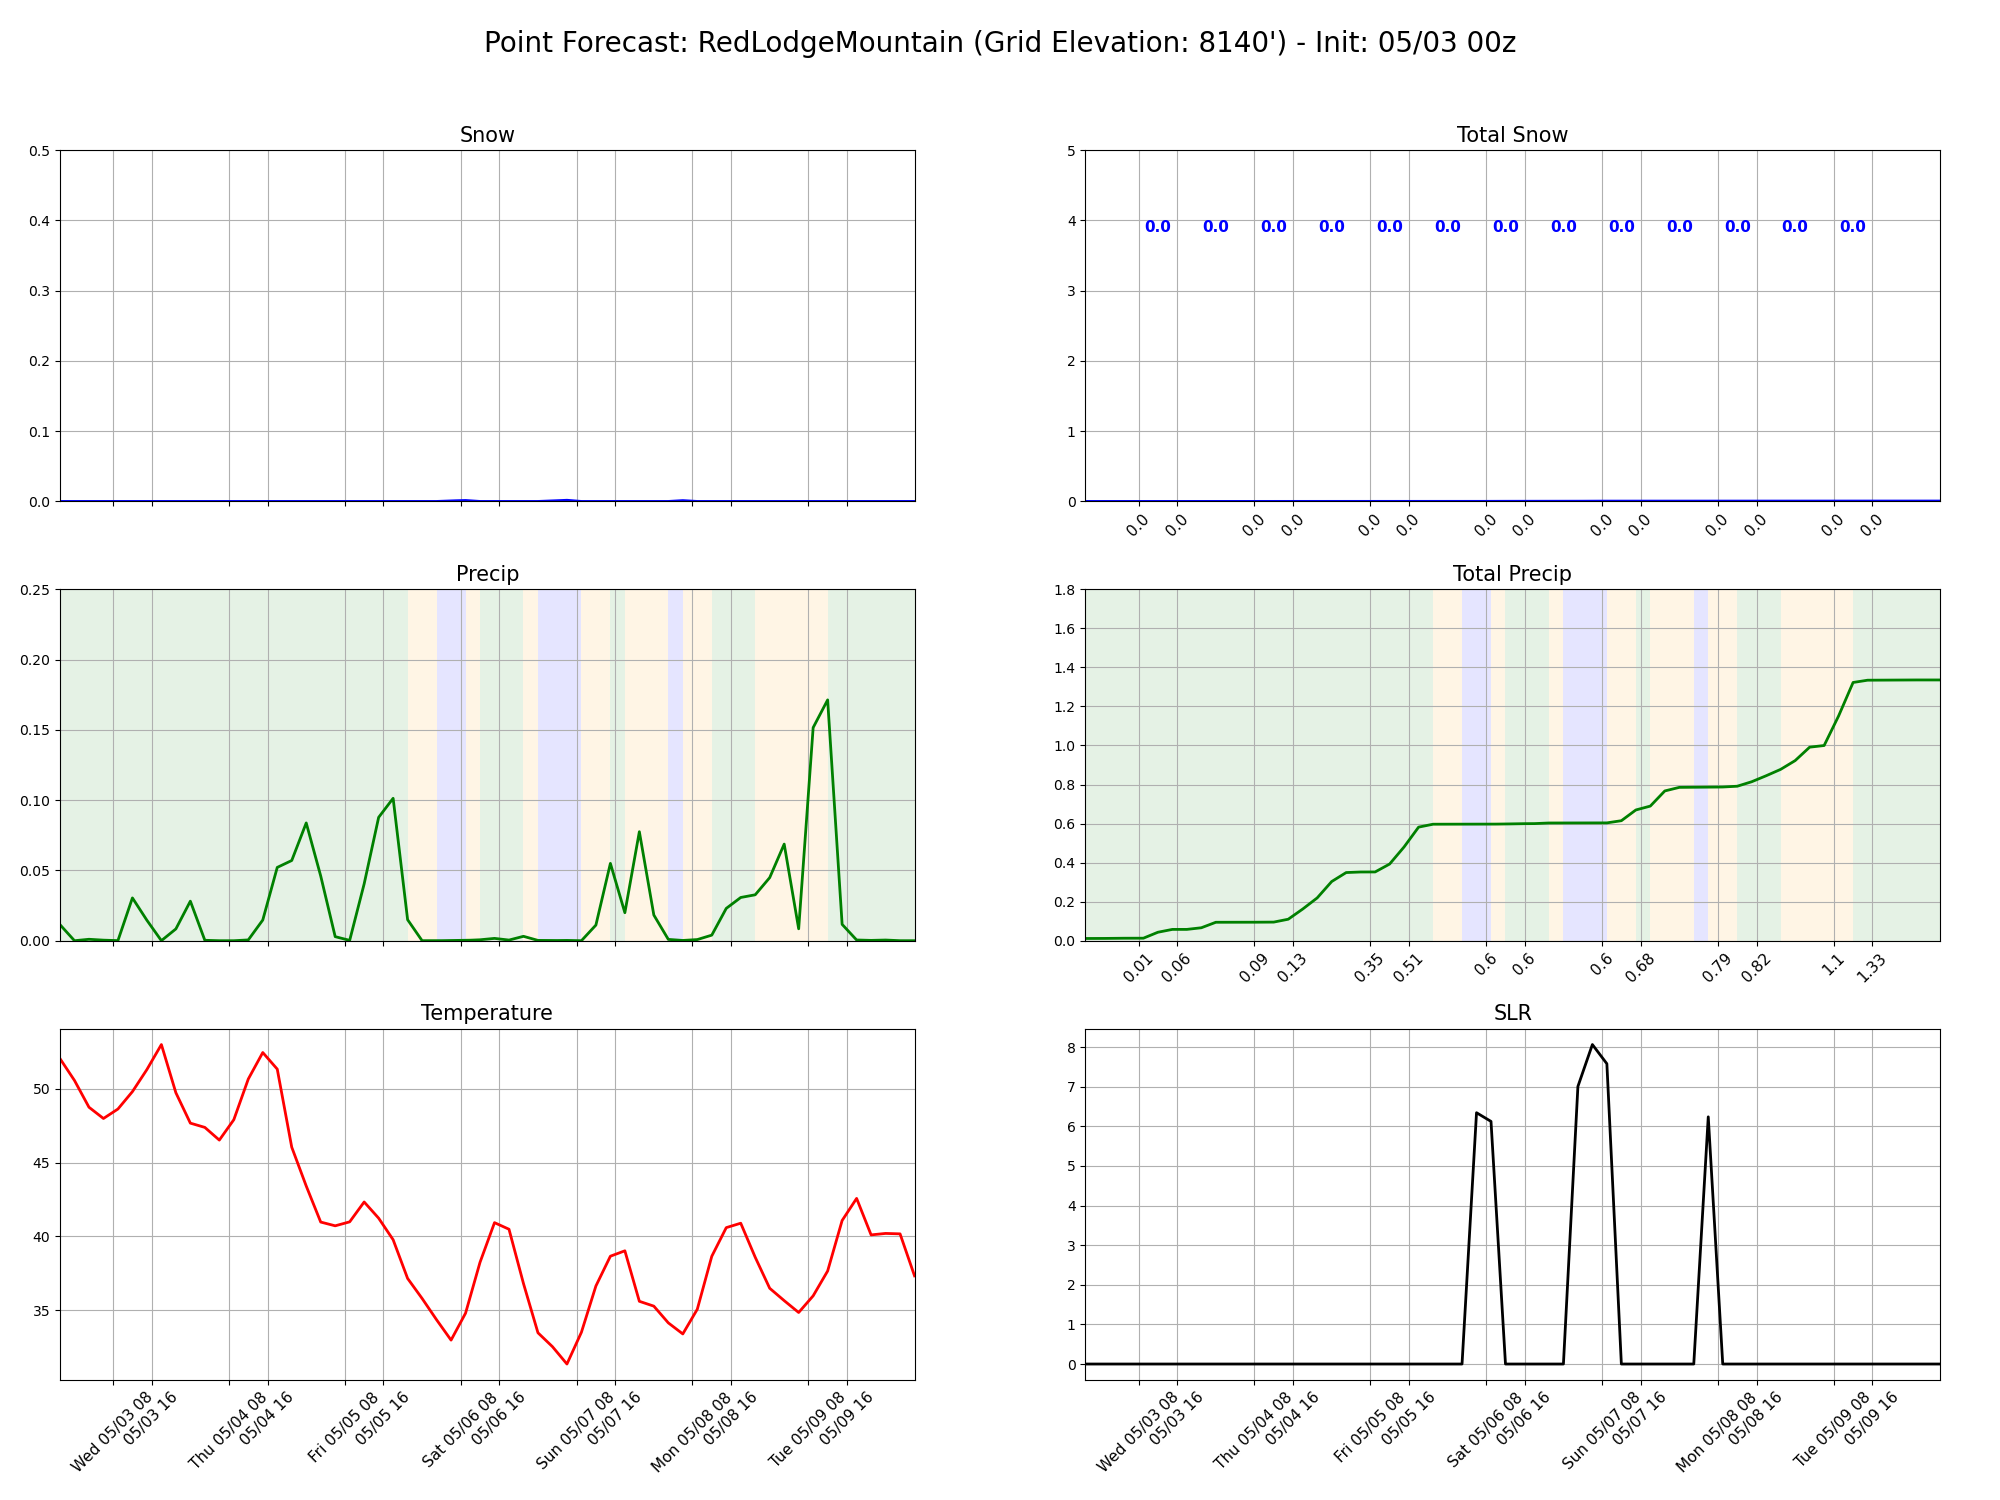 Point Forecast: RedLodgeMountain (Grid Elevation: 8140') - Init: 05/03 00z
Snow
0.5
0.4
0.3
0.2
0.1
0.0
Total Snow
5
4
3
2
1
0
0.0 0.0 0.0 0.0 0.0 0.0 0.0 0.0 0.0 0.0 0.0 0.0 0.0
0.0 0.0 0.0 0.0 0.0 0.0 0.0 0.0 0.0 0.0 0.0 0.0 0.0 0.0
Precip
0.25
0.20
0.15
0.10
0.05
0.00
Total Precip
1.8
1.6
1.4
1.2
1.0
0.8
0.6
0.4
0.2
0.0
0.01 0.06 0.09 0.13 0.35 0.51 0.6 0.6 0.6 0.68 0.79 0.82 1.1 1.33
Temperature
50
45
40
35
Wed 05/03 08
05/03 16
Thu 05/04 08
05/04 16
Fri 05/05 08
05/05 16
Sat 05/06 08
05/06 16
Sun 05/07 08
05/07 16
Mon 05/08 08
05/08 16
Tue 05/09 08
05/09 16
SLR
8
7
6
5
4
3
2
1
0
Wed 05/03 08
05/03 16
Thu 05/04 08
05/04 16
Fri 05/05 08
05/05 16
Sat 05/06 08
05/06 16
Sun 05/07 08
05/07 16
Mon 05/08 08
05/08 16
Tue 05/09 08
05/09 16